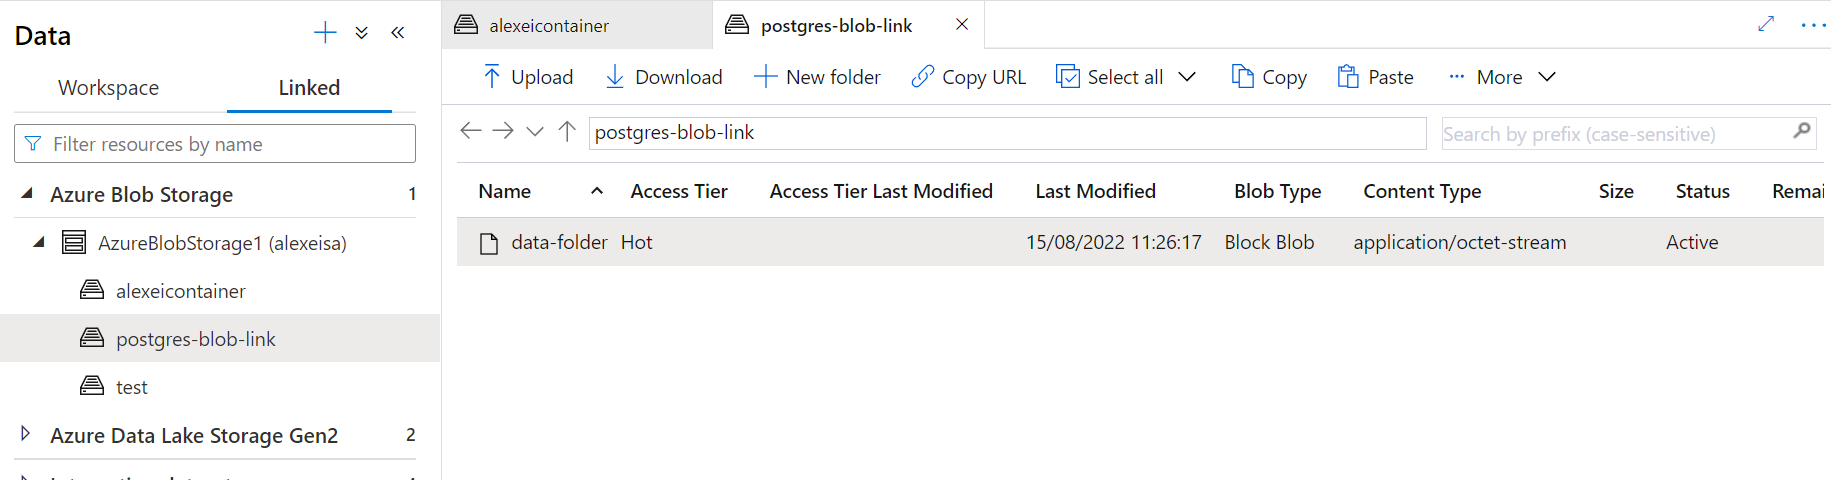 Data
Workspace Linked
Filter resources by name
Azure Blob Storage 1
AzureBlobStorage1 (alexeisa)
alexeicontainer
postgres-blob-link
test
Azure Data Lake Storage Gen2 2
alexeicontainer postgres-blob-link
Upload Download New folder Copy URL Select all Copy Paste More
postgres-blob-link Search by prefix (case-sensitive)
Name Access Tier Access Tier Last Modified Last Modified Blob Type Content Type Size Status Remai
data-folder Hot 15/08/2022 11:26:17 Block Blob application/octet-stream Active